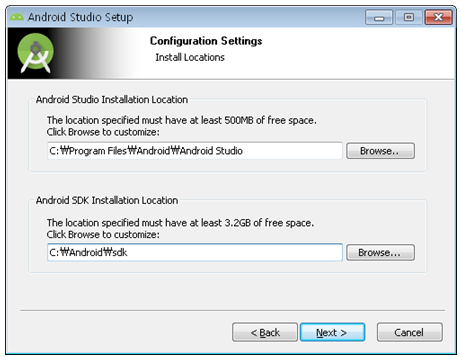 Android Studio Setup
Configuration Settings
Install Locations
Android Studio Installation Location
The location specified must have at least 500MB of free space.
Click Browse to customize:
C:₩Program Files₩Android₩Android Studio
Browse..
Android SDK Installation Location
The location specified must have at least 3.2GB of free space.
Click Browse to customize:
C:₩Android₩sdk
Browse...
< Back
Next >
Cancel